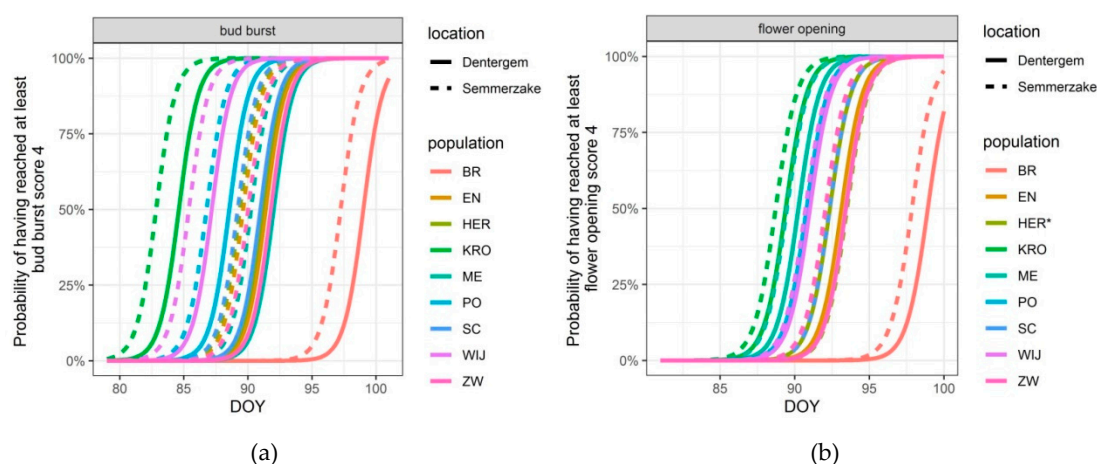 bud burst
100%
75%
50%
25%
0%
80
85
90
95
100
DOY
Probability of having reached at least
bud burst score 4
location
Dentergem
Semmerzake
population
BR
EN
HER
KRO
ME
PO
SC
WIJ
ZW
(a)
flower opening
100%
75%
50%
25%
0%
85
90
95
100
DOY
Probability of having reached at least
flower opening score 4
location
Dentergem
Semmerzake
population
BR
EN
HER*
KRO
ME
PO
SC
WIJ
ZW
(b)